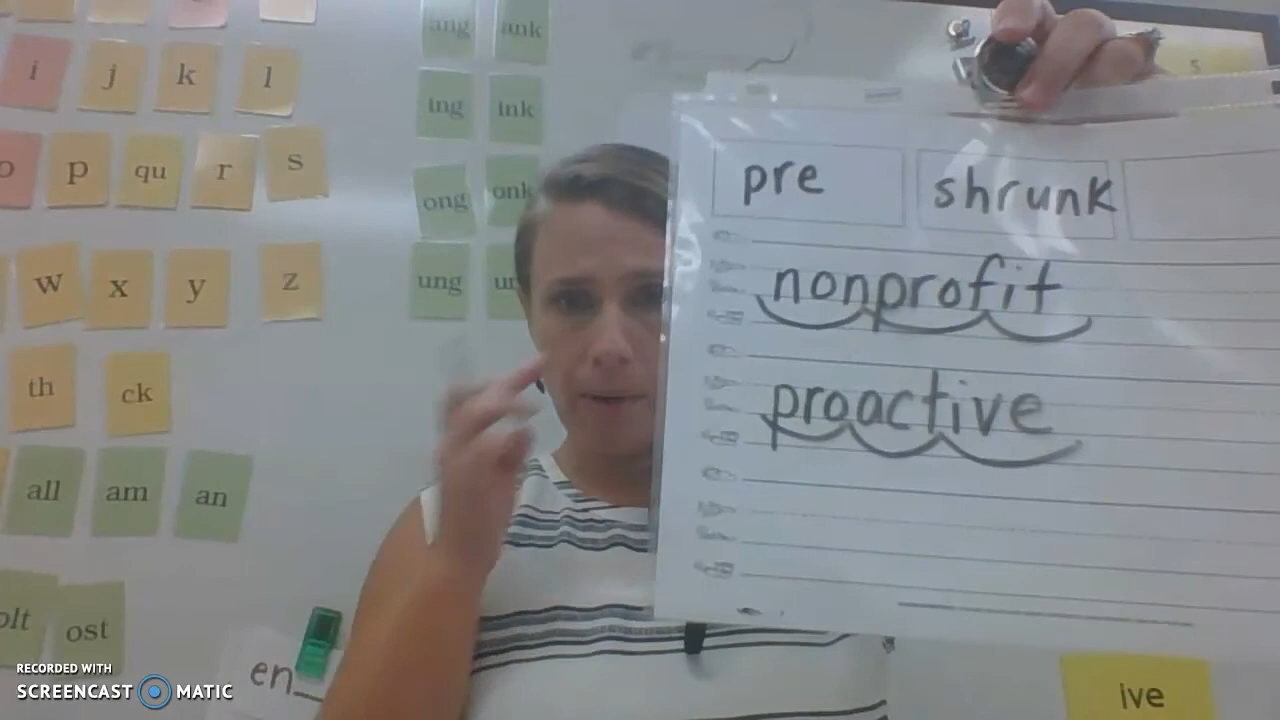 ang ank
i j k l
ing ink
s
o p qu r s
ong onk
w x y z
ung
th ck
all am an
ost
en_
pre shrunk
nonprofit
proactive
ive
RECORDED WITH
SCREENCAST MATIC